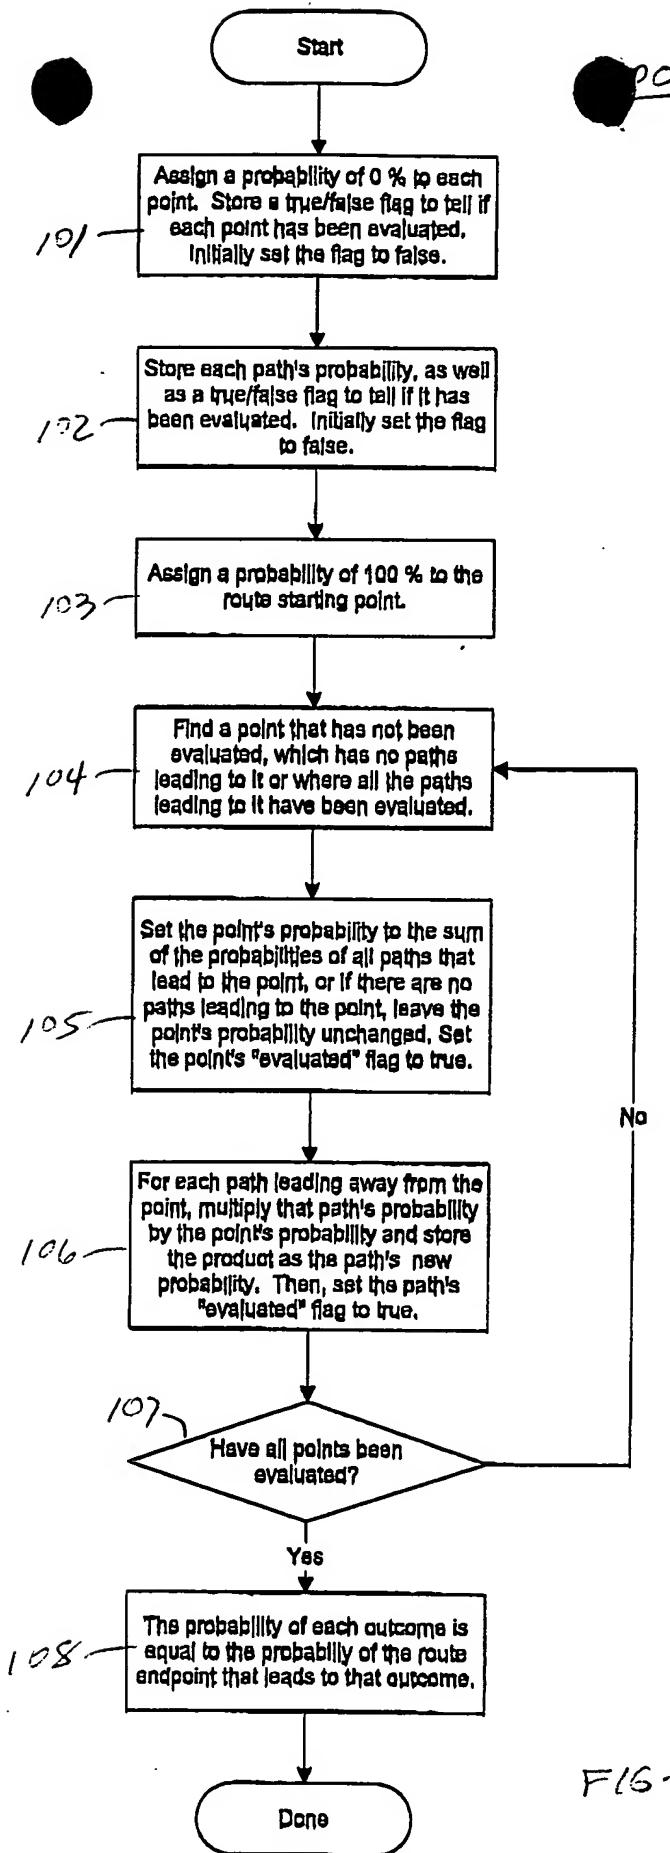 Start
Assign a probability of 0 % to each
point. Store a true/false flag to tell if
each point has been evaluated.
Initially set the flag to false.
101
Store each path's probability, as well
as a true/false flag to tell if it has
been evaluated. Initially set the flag
to false.
102
Assign a probability of 100 % to the
route starting point.
103
Find a point that has not been
evaluated, which has no paths
leading to it or where all the paths
leading to it have been evaluated.
104
Set the point's probability to the sum
of the probabilities of all paths that
lead to the point, or if there are no
paths leading to the point, leave the
point's probability unchanged. Set
the point's "evaluated" flag to true.
105
No
For each path leading away from the
point, multiply that path's probability
by the point's probability and store
the product as the path's new
probability. Then, set the path's
"evaluated" flag to true.
106
107
Have all points been
evaluated?
Yes
The probability of each outcome is
equal to the probabiliy of the route
endpoint that leads to that outcome.
108
Done
FIG-